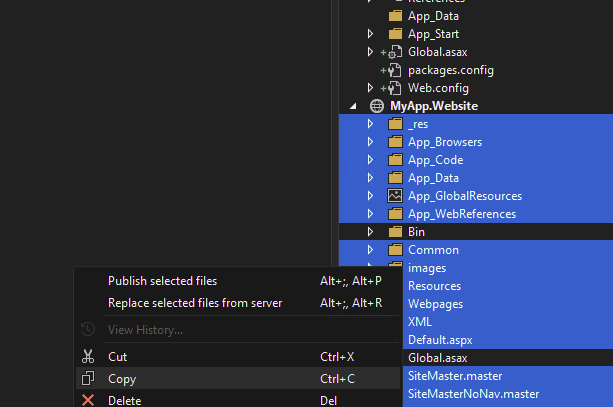 References
App_Data
App_Start
Global.asax
packages.config
Web.config
MyApp.Website
_res
App_Browsers
App_Code
App_Data
App_GlobalResources
App_WebReferences
Bin
Common
images
Resources
Webpages
XML
Default.aspx
Global.asax
SiteMaster.master
SiteMasterNoNav.master
Publish selected files Alt+;, Alt+P
Replace selected files from server Alt+;, Alt+R
View History...
Cut Ctrl+X
Copy Ctrl+C
Delete Del